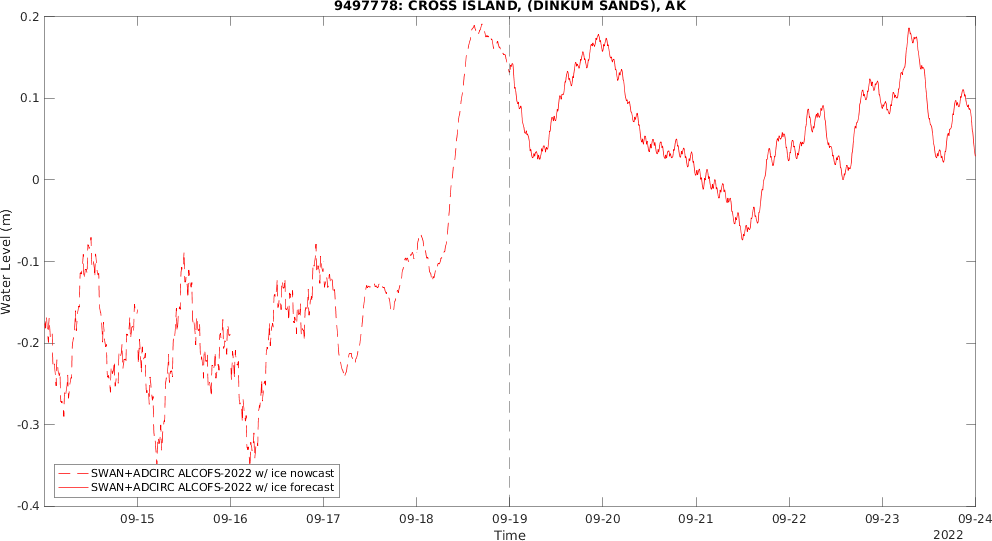 9497778: CROSS ISLAND, (DINKUM SANDS), AK
0.2
0.1
0
-0.1
-0.2
-0.3
-0.4
Water Level (m)
SWAN+ADCIRC ALCOFS-2022 w/ ice nowcast
SWAN+ADCIRC ALCOFS-2022 w/ ice forecast
09-15 09-16 09-17 09-18 09-19 09-20 09-21 09-22 09-23 09-24
Time
2022